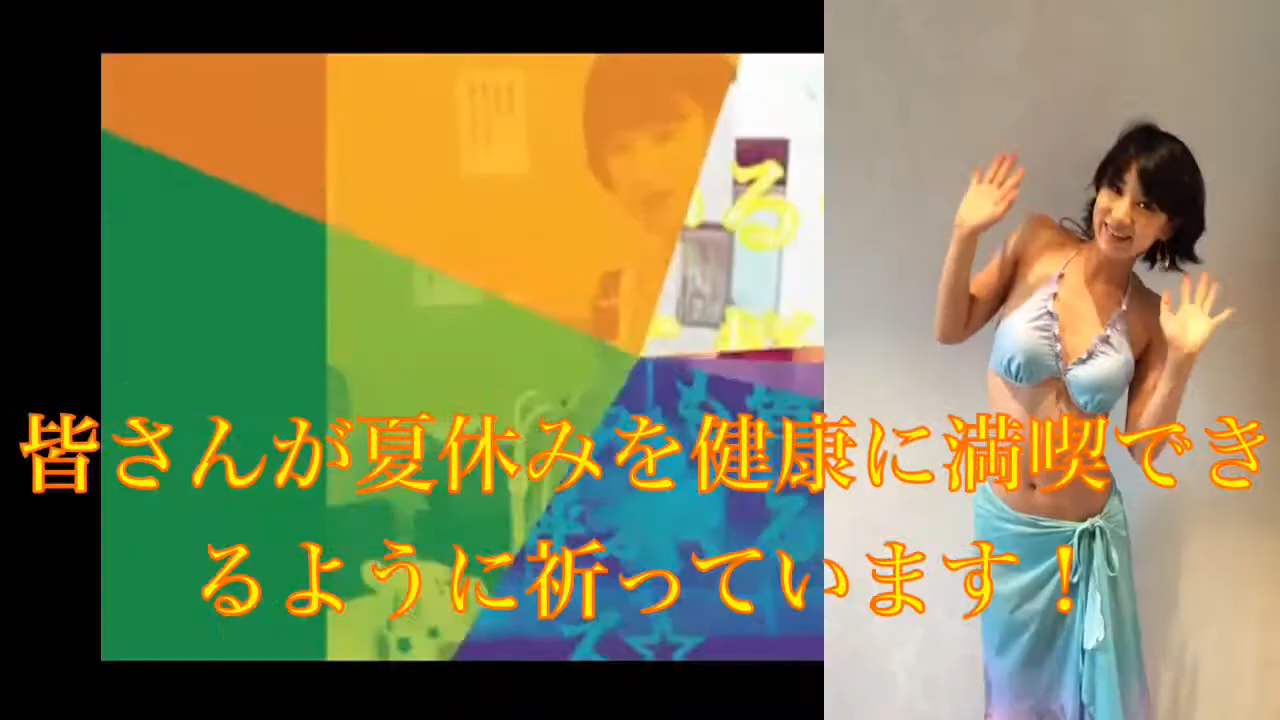 る
皆さんが夏休みを健康に満喫でき
るように祈っています！